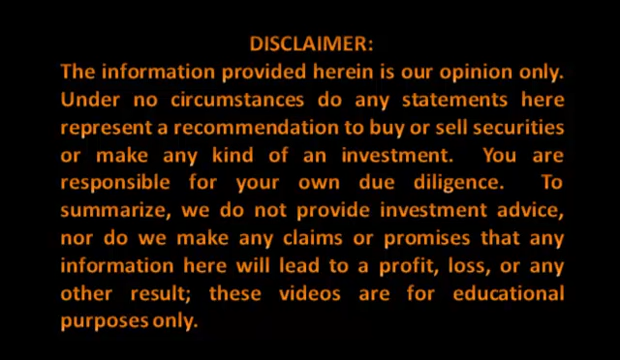 DISCLAIMER:
The information provided herein is our opinion only.
Under no circumstances do any statements here
represent a recommendation to buy or sell securities
or make any kind of an investment. You are
responsible for your own due diligence. To
summarize, we do not provide investment advice,
nor do we make any claims or promises that any
information here will lead to a profit, loss, or any
other result; these videos are for educational
purposes only.